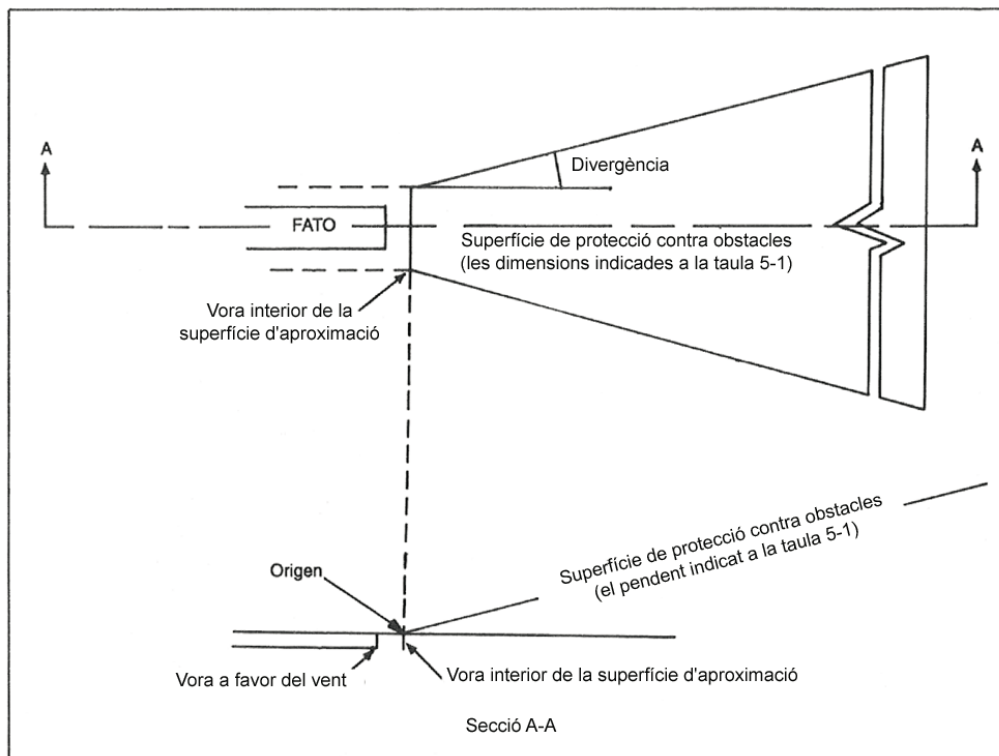 A
A
Divergència
FATO
Superfície de protecció contra obstacles
(les dimensions indicades a la taula 5-1)
Vora interior de la
superfície d'aproximació
Superfície de protecció contra obstacles
(el pendent indicat a la taula 5-1)
Origen
Vora a favor del vent
Vora interior de la superfície d'aproximació
Secció A-A